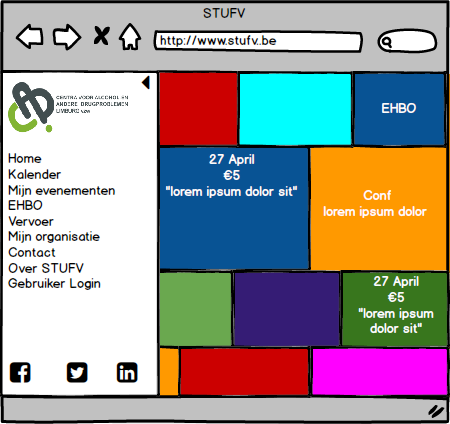 STUFV
http://www.stufv.be
CENTRA VOOR ALCOHOL EN
ANDERE DRUGPROBLEMEN
LIMBURG vzw
Home
Kalender
Mijn evenementen
EHBO
Vervoer
Mijn organisatie
Contact
Over STUFV
Gebruiker Login
EHBO
27 April
€5
"lorem ipsum dolor sit"
Conf
lorem ipsum dolor
27 April
€5
"lorem ipsum
dolor sit"